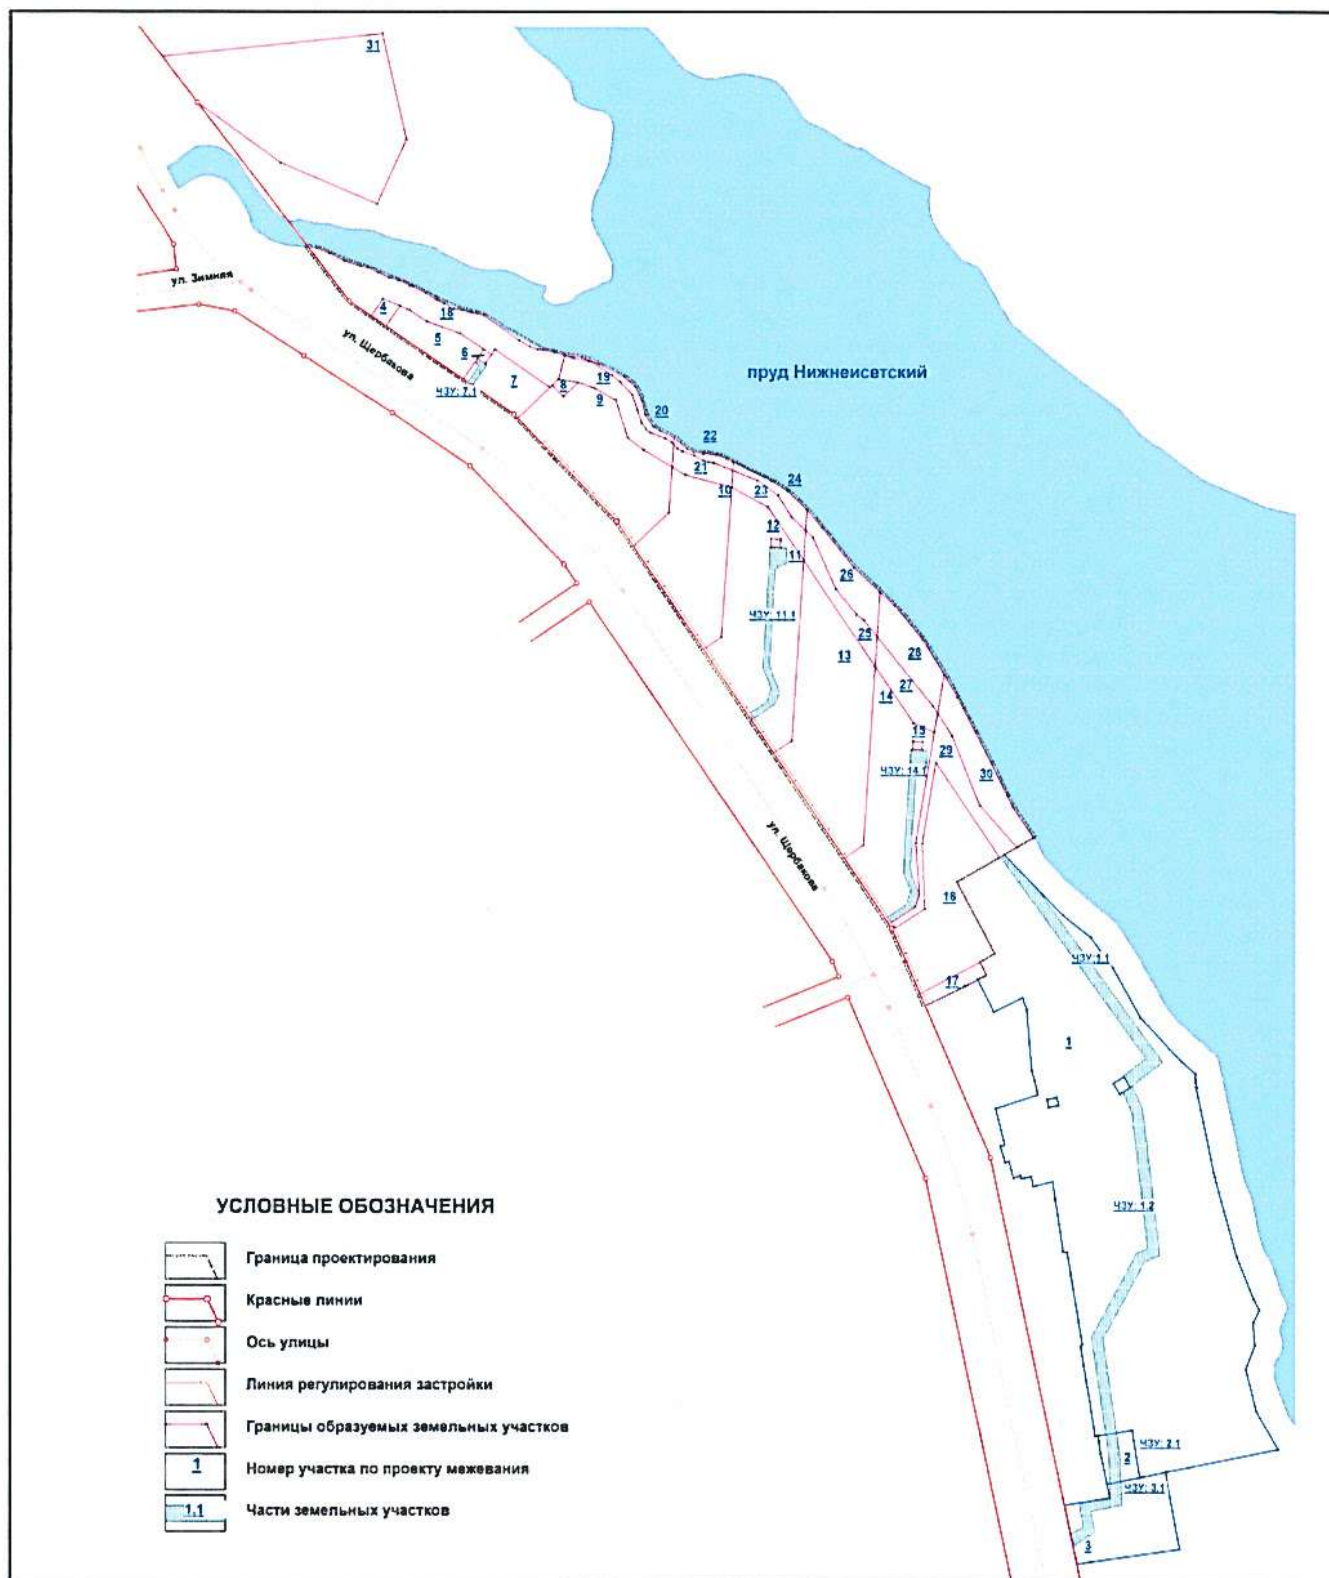 31
ул. Зимняя
4
18
ул. Щербакова
5
6
7
ЧЗУ: 7.1
8
19
9
пруд Нижнеисетский
20
22
21
10
23
24
12
11
26
ЧЗУ: 11.1
25
13
28
27
14
15
29
ЧЗУ: 14.1
30
ул. Щербакова
16
17
ЧЗУ: 1.1
1
ЧЗУ: 1.2
ЧЗУ: 2.1
2
ЧЗУ: 3.1
3
УСЛОВНЫЕ ОБОЗНАЧЕНИЯ
Граница проектирования
Красные линии
Ось улицы
Линия регулирования застройки
Границы образуемых земельных участков
1 Номер участка по проекту межевания
1.1 Части земельных участков